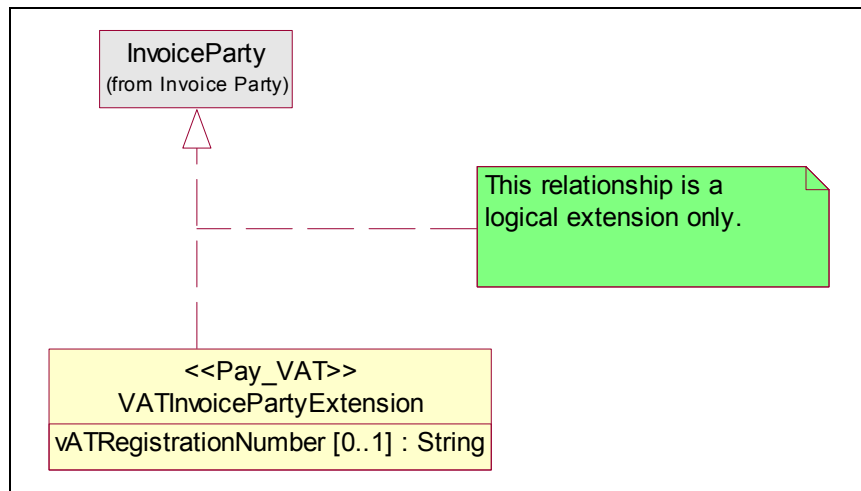 InvoiceParty
(from Invoice Party)
This relationship is a
logical extension only.
<<Pay_VAT>>
VATInvoicePartyExtension
vATRegistrationNumber [0..1] : String